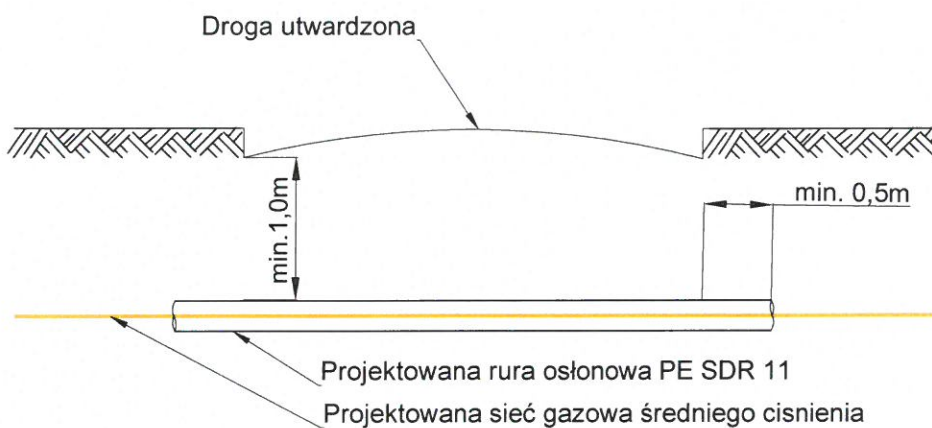 Droga utwardzona
min. 0,5m
min.1,0m
Projektowana rura osłonowa PE SDR 11
Projektowana sieć gazowa średniego cisnienia